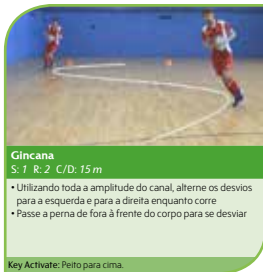 Gincana
S: 1 R: 2 C/D: 15 m
• Utilizando toda a amplitude do canal, alterne os desvios
para a esquerda e para a direita enquanto corre
• Passe a perna de fora à frente do corpo para se desviar
Key Activate: Peito para cima.